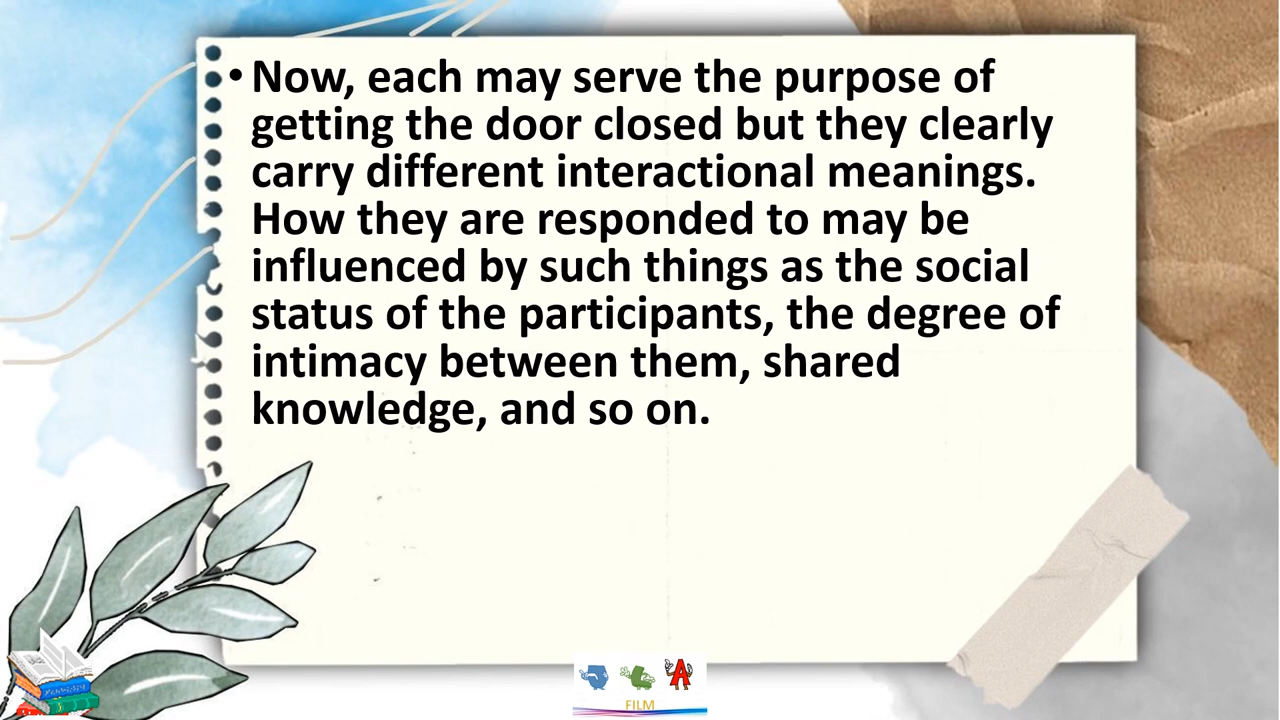 • Now, each may serve the purpose of
getting the door closed but they clearly
carry different interactional meanings.
How they are responded to may be
influenced by such things as the social
status of the participants, the degree of
intimacy between them, shared
knowledge, and so on.
FILM